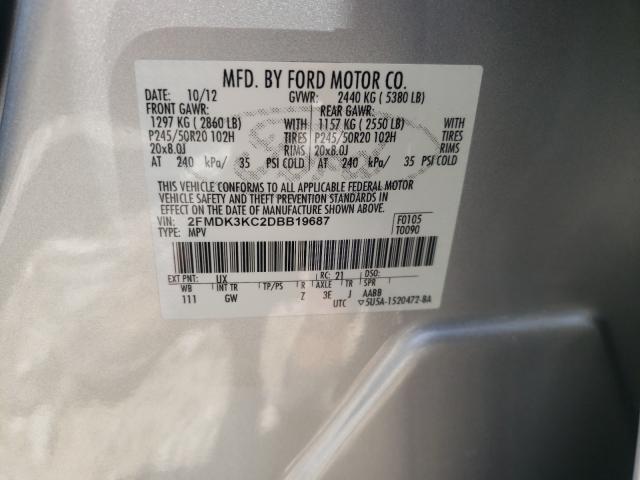 MFD. BY FORD MOTOR CO.
DATE: 10/12 GVWR: 2440 KG ( 5380 LB)
FRONT GAWR: REAR GAWR:
1297 KG ( 2860 LB) 1157 KG ( 2550 LB)
P245/50R20 102H TIRES P245/50R20 102H
20x8.0J RIMS 20x8.0J
AT 240 kPa/ 35 PSI COLD AT 240 kPa/ 35 PSI COLD
THIS VEHICLE CONFORMS TO ALL APPLICABLE FEDERAL MOTOR
VEHICLE SAFETY AND THEFT PREVENTION STANDARDS IN
EFFECT ON THE DATE OF MANUFACTURE SHOWN ABOVE.
VIN: 2FMDK3KC2DBB19687 F0105
TYPE: MPV T0090
EXT PNT: UX RC: 21 DSO:
WB INT TR TP/PS R AXLE TR SPR
111 GW Z 3E J AABB
UTC ▽5U5A-1520472-BA